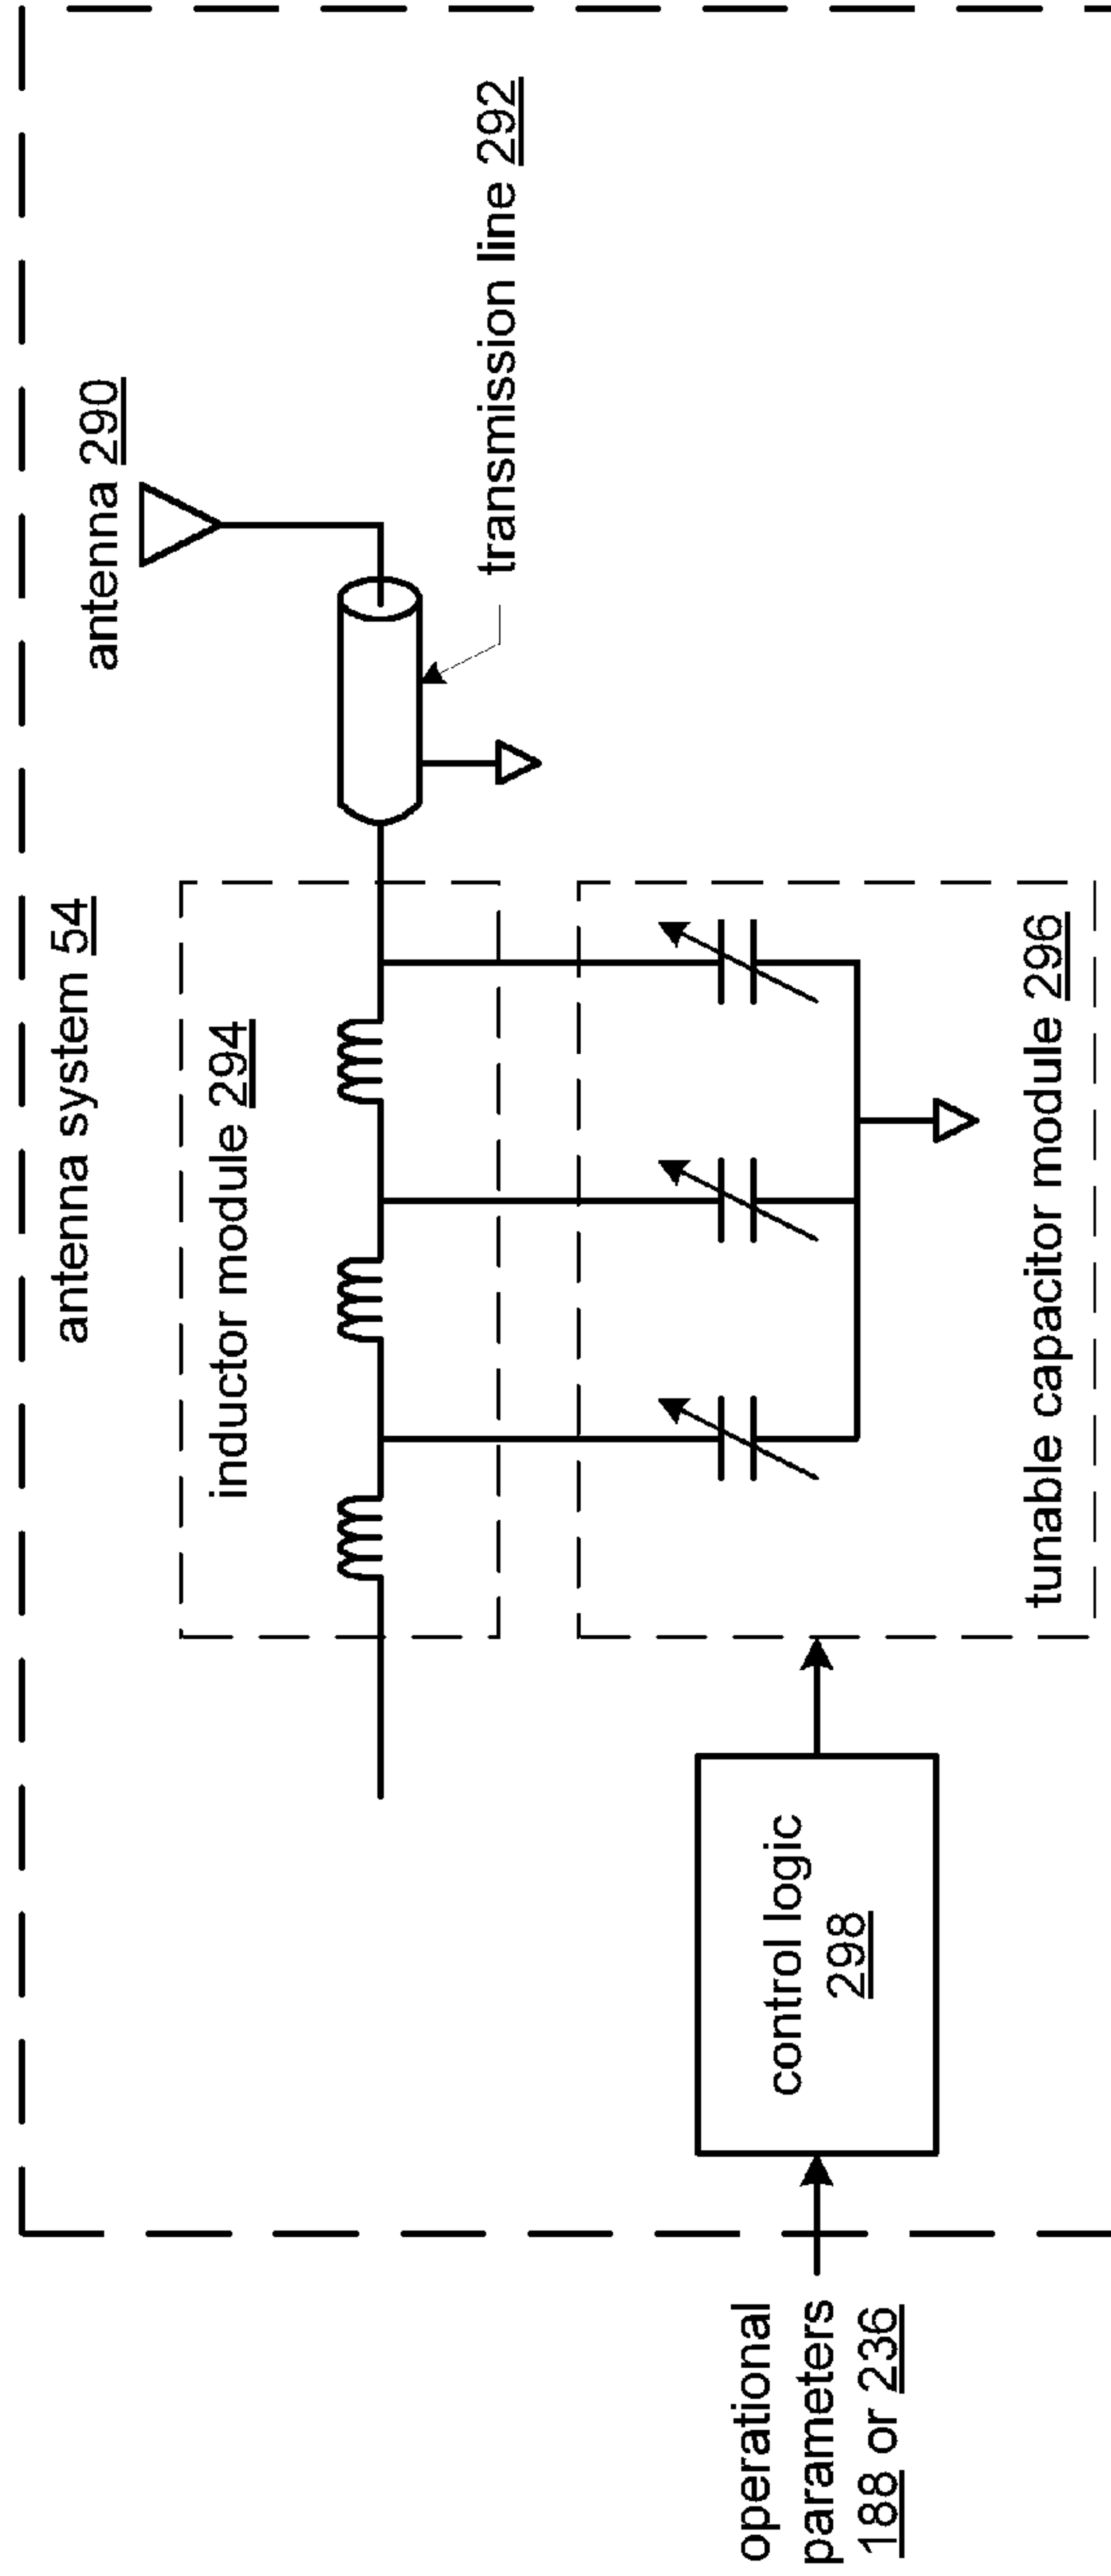 antenna system 54
antenna 290
inductor module 294
transmission line 292
tunable capacitor module 296
control logic
298
operational
parameters
188 or 236